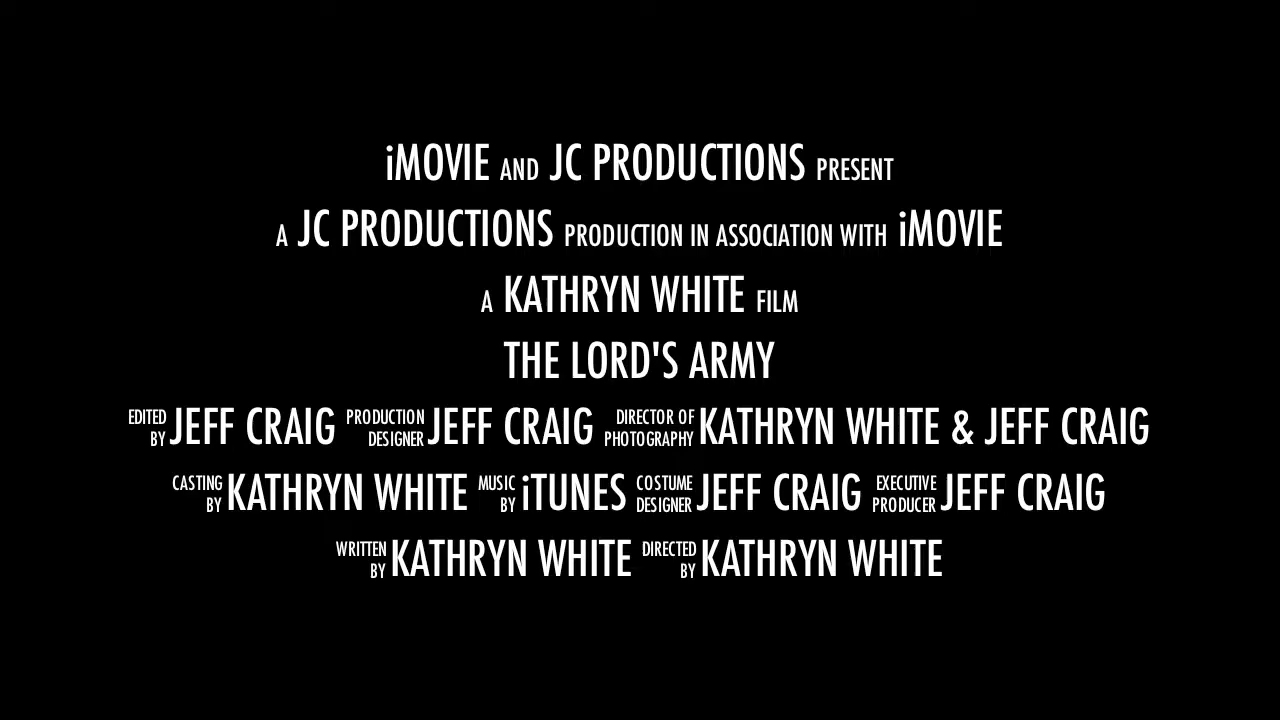 iMOVIE AND JC PRODUCTIONS PRESENT
A JC PRODUCTIONS PRODUCTION IN ASSOCIATION WITH iMOVIE
A KATHRYN WHITE FILM
THE LORD'S ARMY
EDITED BY JEFF CRAIG PRODUCTION DESIGNER JEFF CRAIG DIRECTOR OF PHOTOGRAPHY KATHRYN WHITE & JEFF CRAIG
CASTING BY KATHRYN WHITE MUSIC BY iTUNES COSTUME DESIGNER JEFF CRAIG EXECUTIVE PRODUCER JEFF CRAIG
WRITTEN BY KATHRYN WHITE DIRECTED BY KATHRYN WHITE